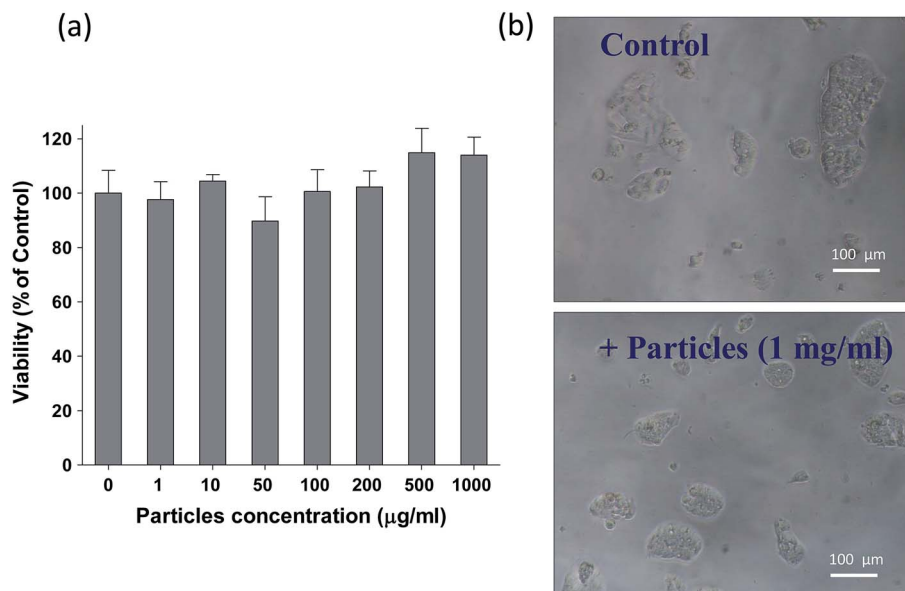 (a)
120
100
80
60
40
20
0
Viability (% of Control)
0 1 10 50 100 200 500 1000
Particles concentration (μg/ml)
(b)
Control
100 μm
+ Particles (1 mg/ml)
100 μm